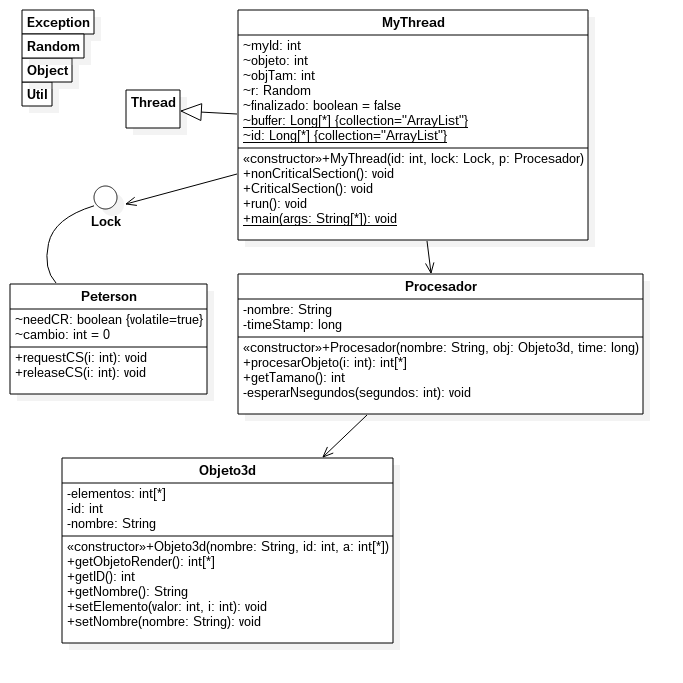 Exception
Random
Object
Util
MyThread
~myId: int
~objeto: int
~objTam: int
~r: Random
~finalizado: boolean = false
~buffer: Long[*] {collection="ArrayList"}
~id: Long[*] {collection="ArrayList"}
«constructor»+MyThread(id: int, lock: Lock, p: Procesador)
+nonCriticalSection(): void
+CriticalSection(): void
+run(): void
+main(args: String[*]): void
Thread
Lock
Peterson
~needCR: boolean {volatile=true}
~cambio: int = 0
+requestCS(i: int): void
+releaseCS(i: int): void
Procesador
-nombre: String
-timeStamp: long
«constructor»+Procesador(nombre: String, obj: Objeto3d, time: long)
+procesarObjeto(i: int): int[*]
+getTamano(): int
-esperarNsegundos(segundos: int): void
Objeto3d
-elementos: int[*]
-id: int
-nombre: String
«constructor»+Objeto3d(nombre: String, id: int, a: int[*])
+getObjetoRender(): int[*]
+getID(): int
+getNombre(): String
+setElemento(valor: int, i: int): void
+setNombre(nombre: String): void